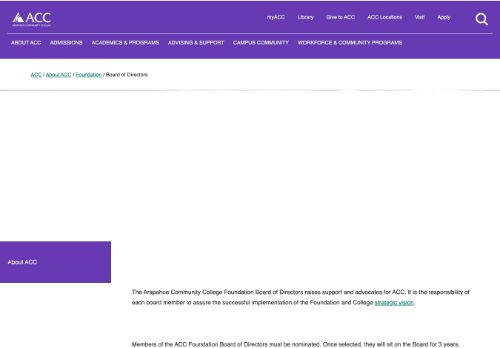 ACC
ARAPAHOE COMMUNITY COLLEGE
myACC Library Give to ACC ACC Locations Visit Apply
ABOUT ACC ADMISSIONS ACADEMICS & PROGRAMS ADVISING & SUPPORT CAMPUS COMMUNITY WORKFORCE & COMMUNITY PROGRAMS
ACC / About ACC / Foundation / Board of Directors
About ACC
The Arapahoe Community College Foundation Board of Directors raises support and advocates for ACC. It is the responsibility of
each board member to assure the successful implementation of the Foundation and College strategic vision.
Members of the ACC Foundation Board of Directors must be nominated. Once selected, they will sit on the Board for 3 years.